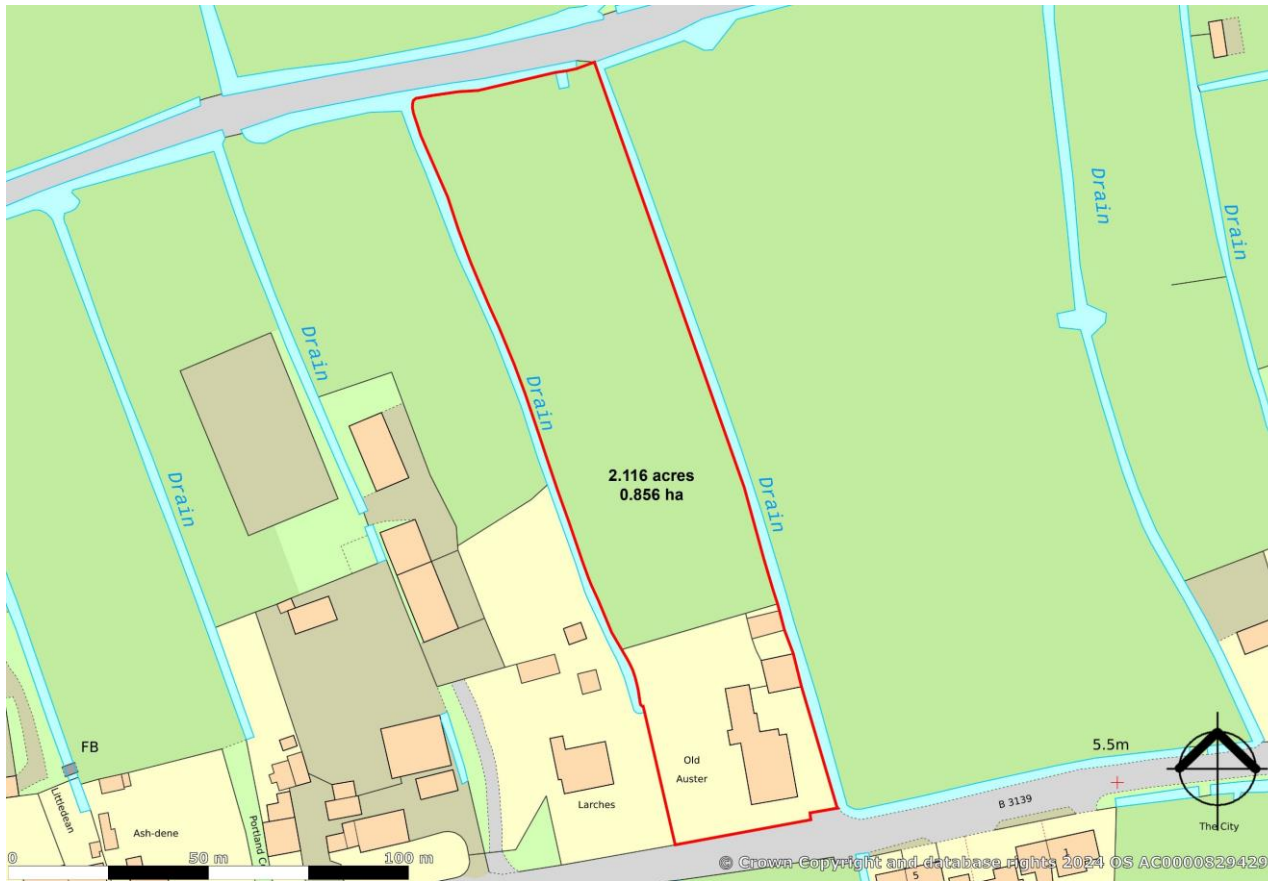 Drain
Drain
Drain
Drain
Drain
Drain
2.116 acres
0.856 ha
FB
5.5m
Old
Auster
B 3139
Larches
Littledean
Ash-dene
The City
0
50 m
100 m
5
1
© Crown Copyright and database rights 2024 OS AC0000829429